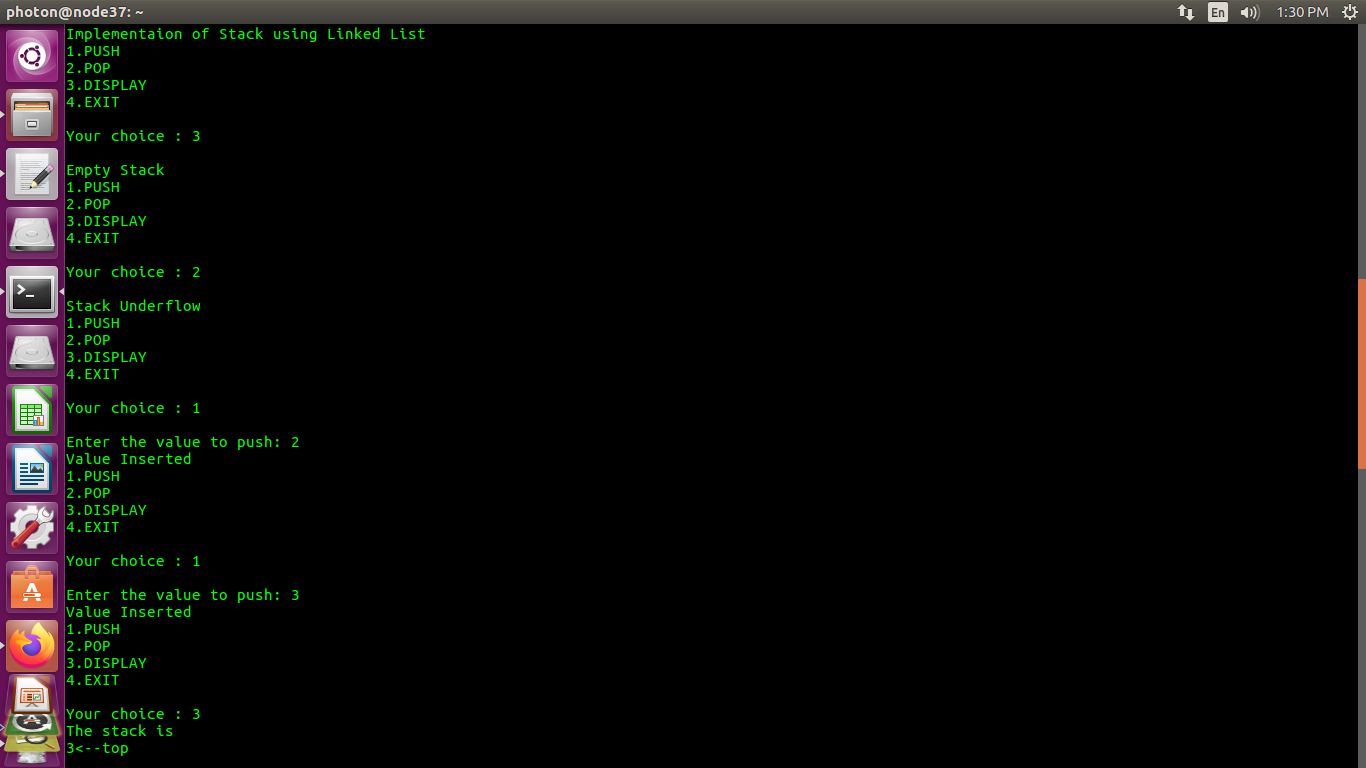 photon@node37: ~
En
1:30 PM
Implementaion of Stack using Linked List
1.PUSH
2.POP
3.DISPLAY
4.EXIT
Your choice : 3
Empty Stack
1.PUSH
2.POP
3.DISPLAY
4.EXIT
Your choice : 2
Stack Underflow
1.PUSH
2.POP
3.DISPLAY
4.EXIT
Your choice : 1
Enter the value to push: 2
Value Inserted
1.PUSH
2.POP
3.DISPLAY
4.EXIT
Your choice : 1
Enter the value to push: 3
Value Inserted
1.PUSH
2.POP
3.DISPLAY
4.EXIT
Your choice : 3
The stack is
3<--top